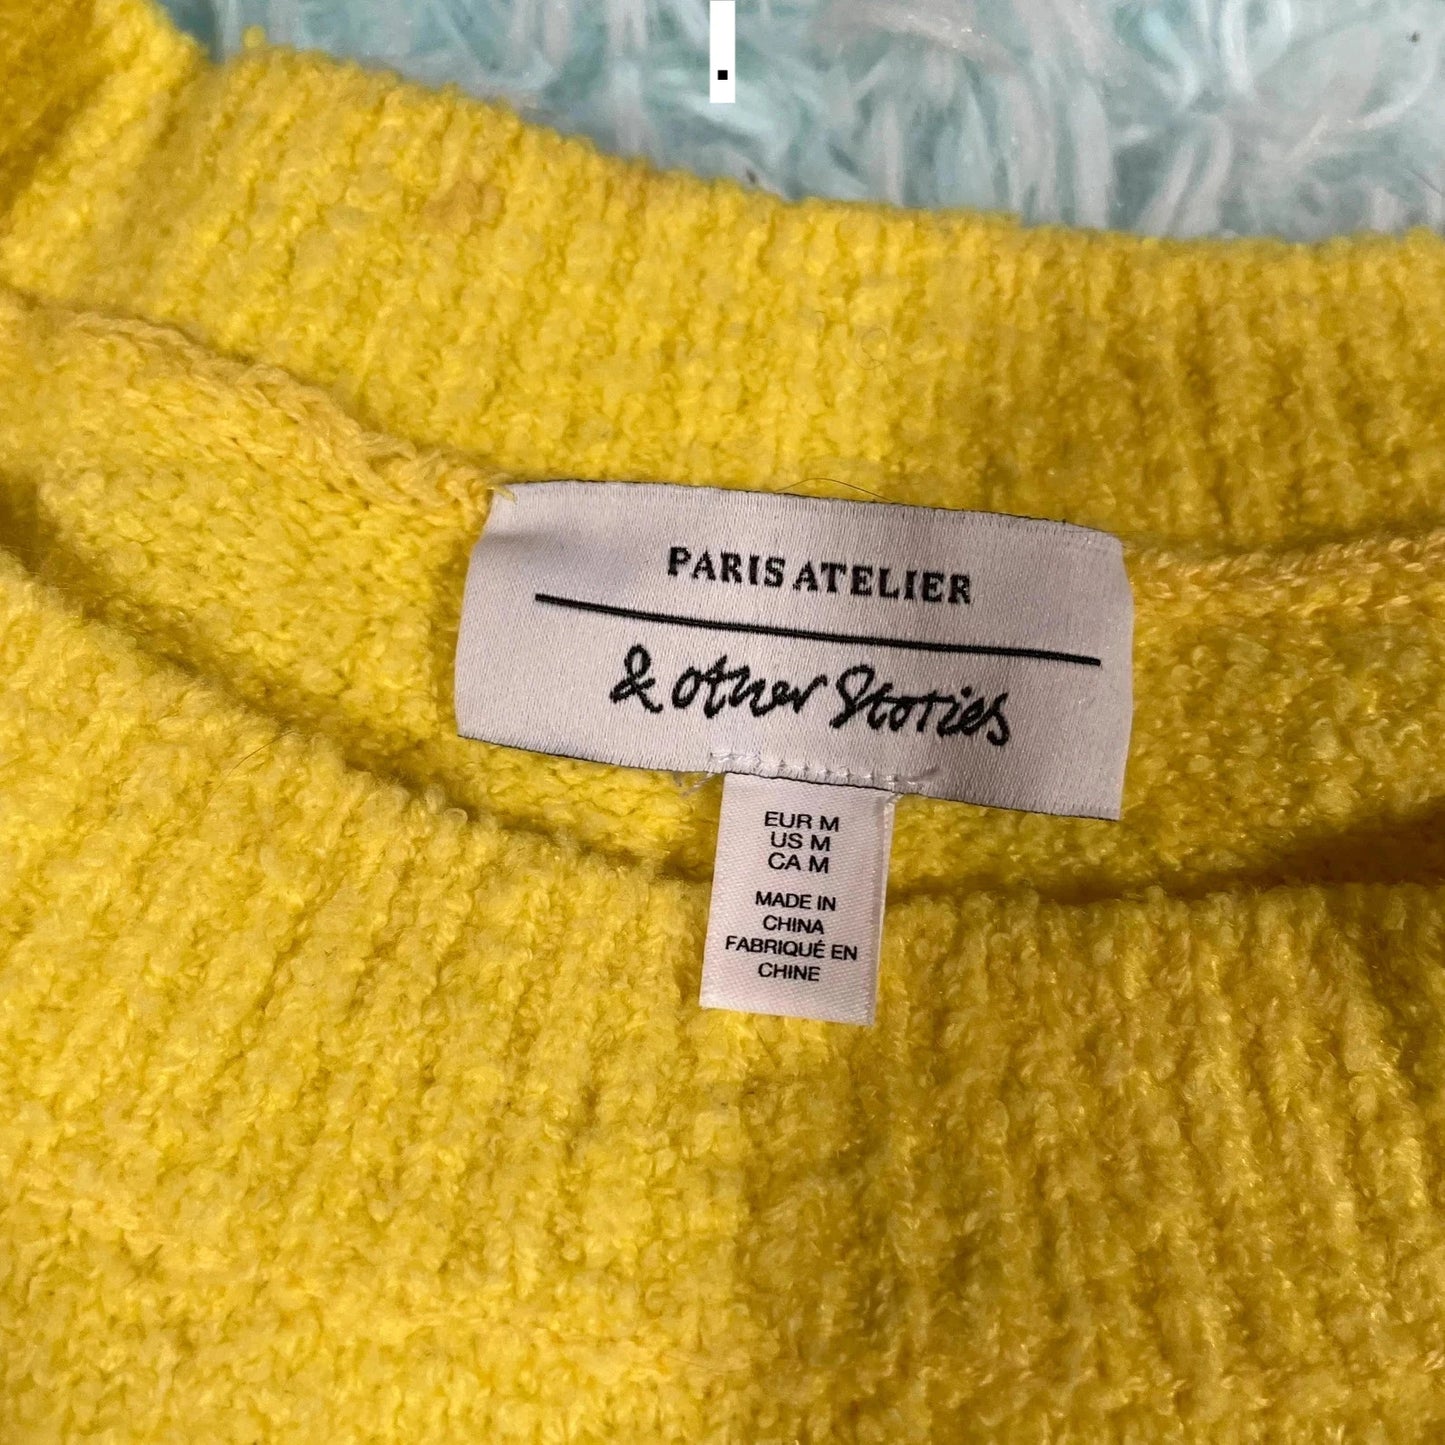 .
PARIS ATELIER
& other Stories
EUR M
US M
CA M
MADE IN
CHINA
FABRIQUÉ EN
CHINE